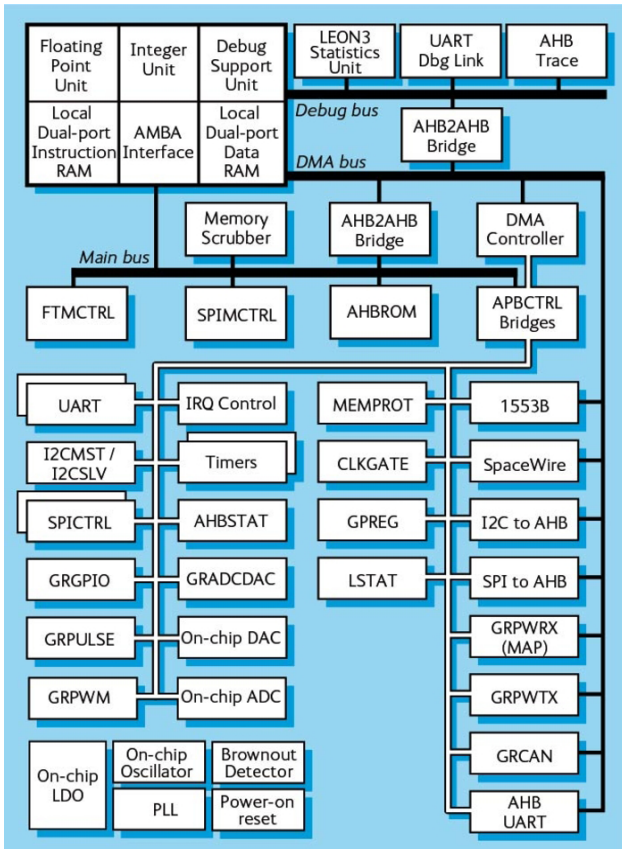 Floating
Point
Unit
Integer
Unit
Debug
Support
Unit
LEON3
Statistics
Unit
UART
Dbg Link
AHB
Trace
Local
Dual-port
Instruction
RAM
AMBA
Interface
Local
Dual-port
Data
RAM
Debug bus
AHB2AHB
Bridge
DMA bus
Memory
Scrubber
AHB2AHB
Bridge
DMA
Controller
Main bus
FTMCTRL
SPIMCTRL
AHBROM
APBCTRL
Bridges
UART
IRQ Control
MEMPROT
1553B
I2CMST /
I2CSLV
Timers
CLKGATE
SpaceWire
SPICTRL
AHBSTAT
GPREG
I2C to AHB
GRGPIO
GRADCDAC
LSTAT
SPI to AHB
GRPULSE
On-chip DAC
GRPWRX
(MAP)
GRPWM
On-chip ADC
GRPWTX
On-chip
LDO
On-chip
Oscillator
Brownout
Detector
GRCAN
PLL
Power-on
reset
AHB
UART